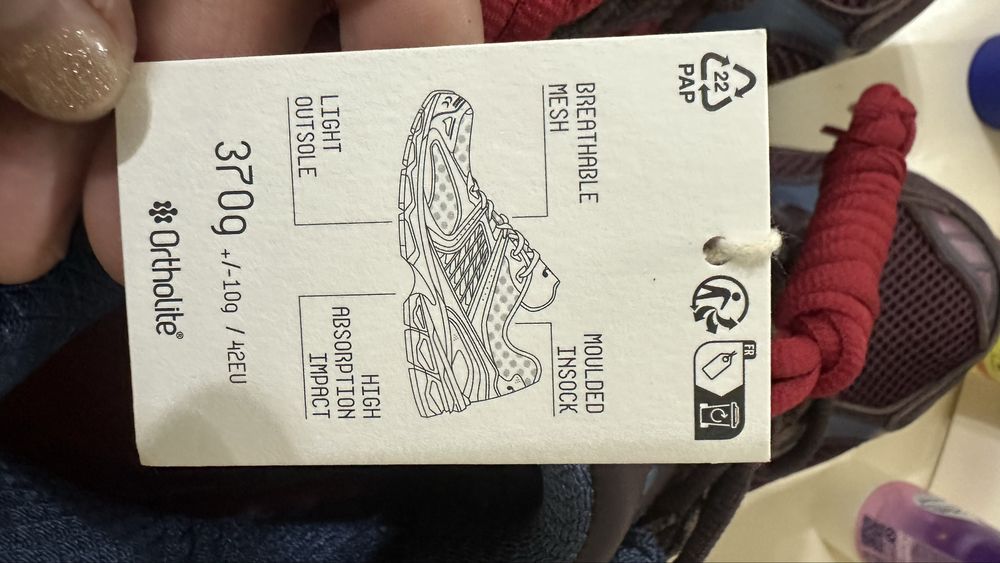 22
PAP
BREATHABLE
MESH
LIGHT
OUTSOLE
MOULDED
INSOCK
HIGH
ABSORPTION
IMPACT
370g +/-10g / 42EU
Ortholite®
FR